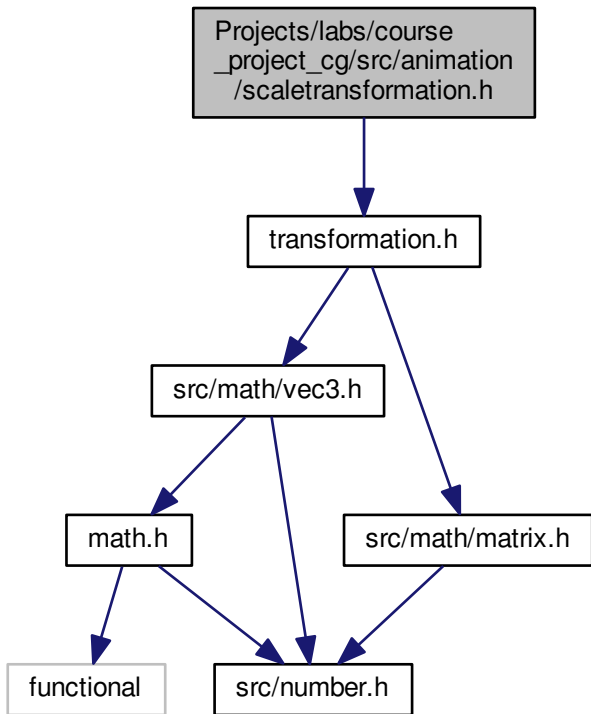 Projects/labs/course
_project_cg/src/animation
/scaletransformation.h
transformation.h
src/math/vec3.h
math.h
src/math/matrix.h
functional
src/number.h